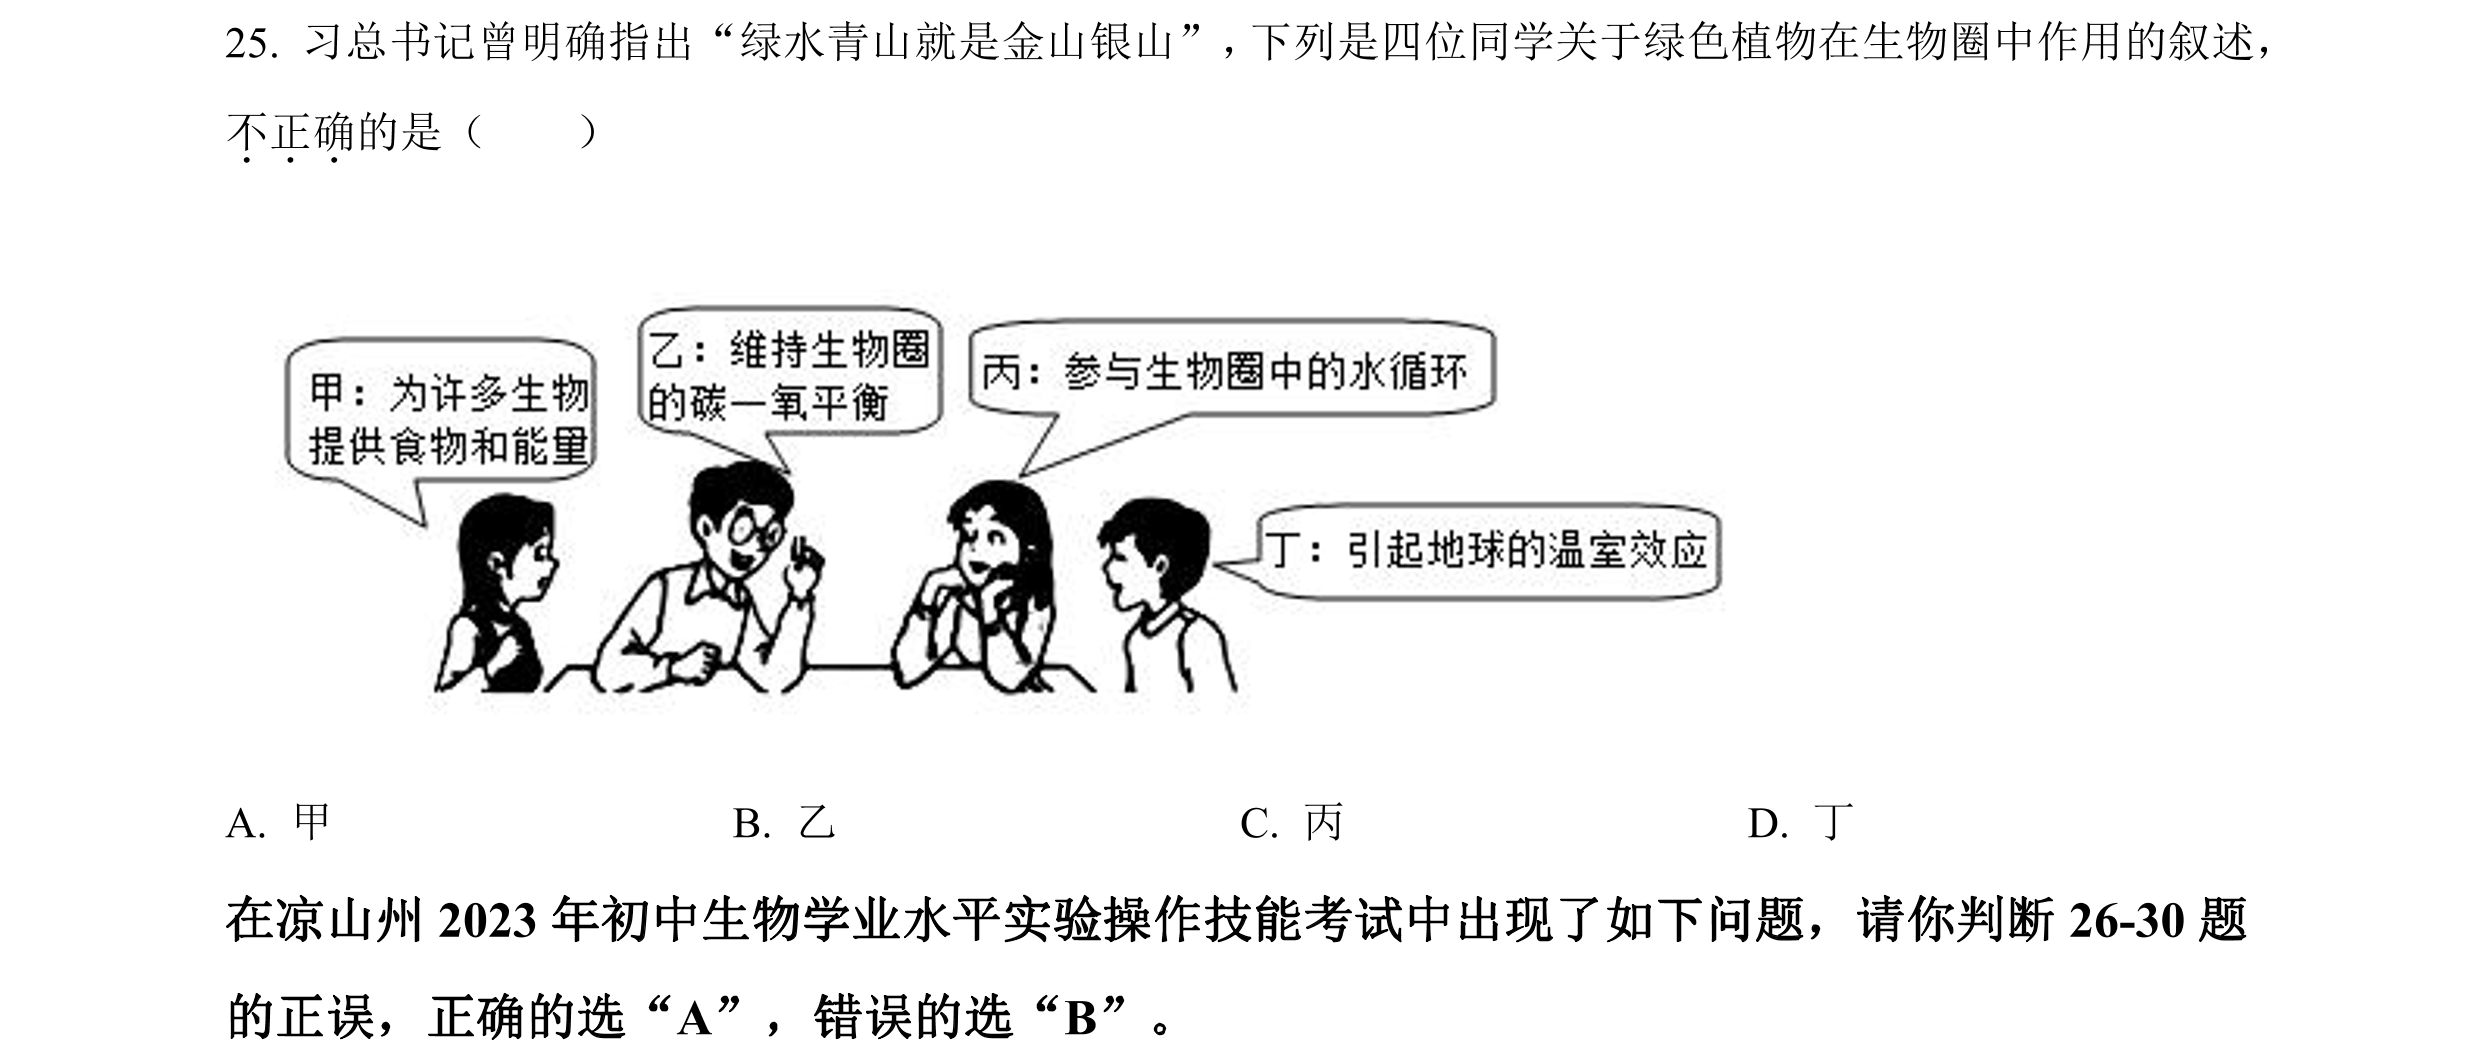 25. 习总书记曾明确指出“绿水青山就是金山银山”，下列是四位同学关于绿色植物在生物圈中作用的叙述，
不正确的是（　　）
甲：为许多生物
提供食物和能量
乙：维持生物圈
的碳一氧平衡
丙：参与生物圈中的水循环
丁：引起地球的温室效应
A. 甲 B. 乙 C. 丙 D. 丁
在凉山州 2023 年初中生物学业水平实验操作技能考试中出现了如下问题，请你判断 26-30 题
的正误，正确的选“A”，错误的选“B”。